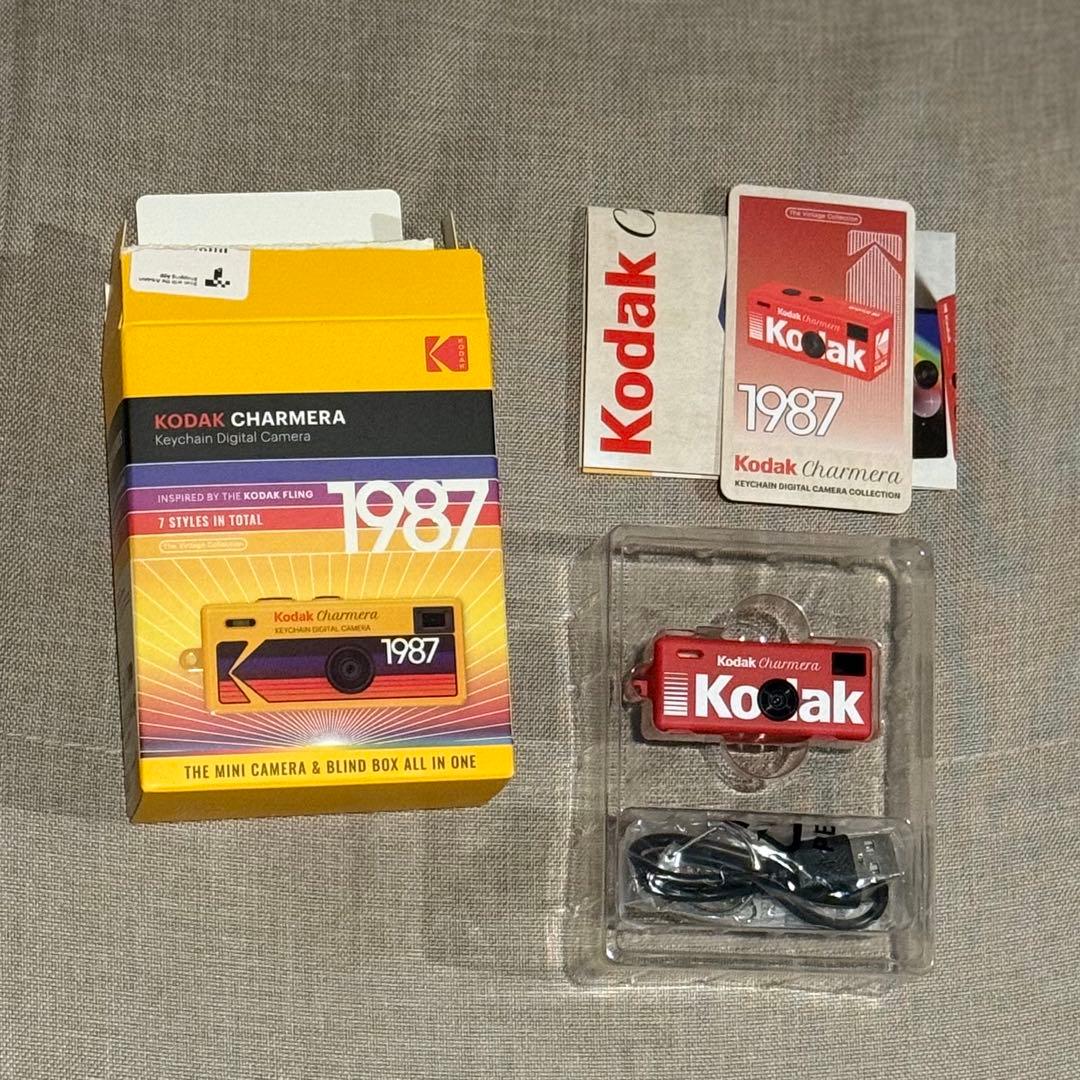 KODAK
KODAK CHARMERA
Keychain Digital Camera
INSPIRED BY THE KODAK FLING
1987
7 STYLES IN TOTAL
The Vintage Collection
Kodak Charmera
KEYCHAIN DIGITAL CAMERA
1987
THE MINI CAMERA & BLIND BOX ALL IN ONE
Kodak C
The Vintage Collection
Kodak Charmera
Kodak
1987
Kodak Charmera
KEYCHAIN DIGITAL CAMERA COLLECTION
Kodak Charmera
Kodak
PE